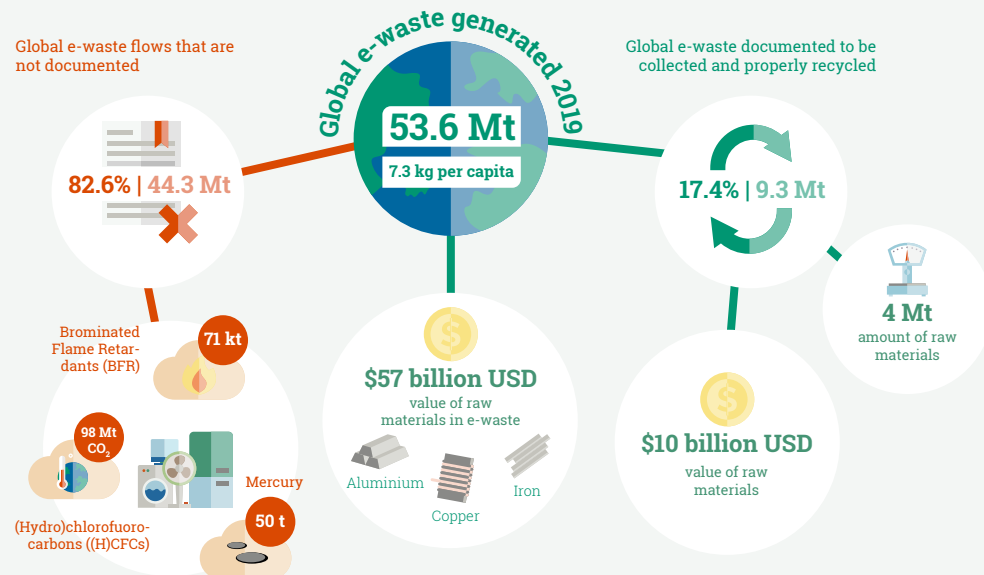 Global e-waste flows that are
not documented
Global e-waste generated 2019
Global e-waste documented to be
collected and properly recycled
53.6 Mt
7.3 kg per capita
82.6% | 44.3 Mt
17.4% | 9.3 Mt
4 Mt
amount of raw
materials
Brominated
Flame Retar-
dants (BFR)
71 kt
98 Mt
CO₂
Mercury
50 t
(Hydro)chlorofuoro-
carbons ((H)CFCs)
$
$57 billion USD
value of raw
materials in e-waste
Aluminium
Copper
Iron
$
$10 billion USD
value of raw
materials